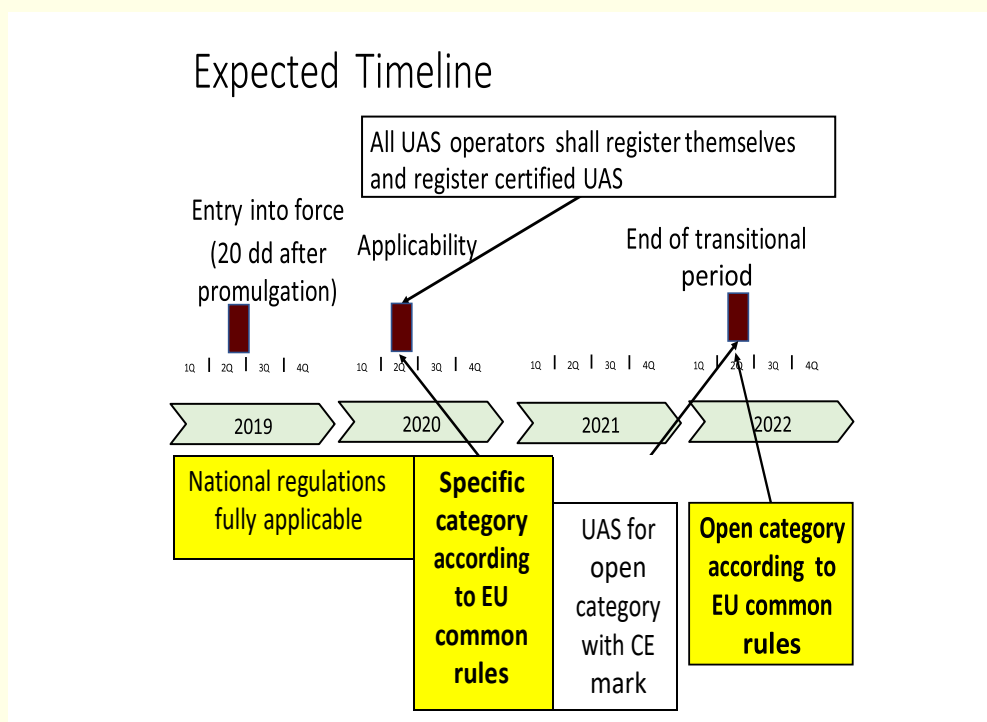 Expected Timeline
All UAS operators shall register themselves
and register certified UAS
Entry into force
(20 dd after
promulgation)
Applicability
End of transitional
period
1Q 2Q 3Q 4Q 1Q 2Q 3Q 4Q 1Q 2Q 3Q 4Q 1Q 2Q 3Q 4Q
2019 2020 2021 2022
National regulations
fully applicable
Specific
category
according
to EU
common
rules
UAS for
open
category
with CE
mark
Open category
according to
EU common
rules